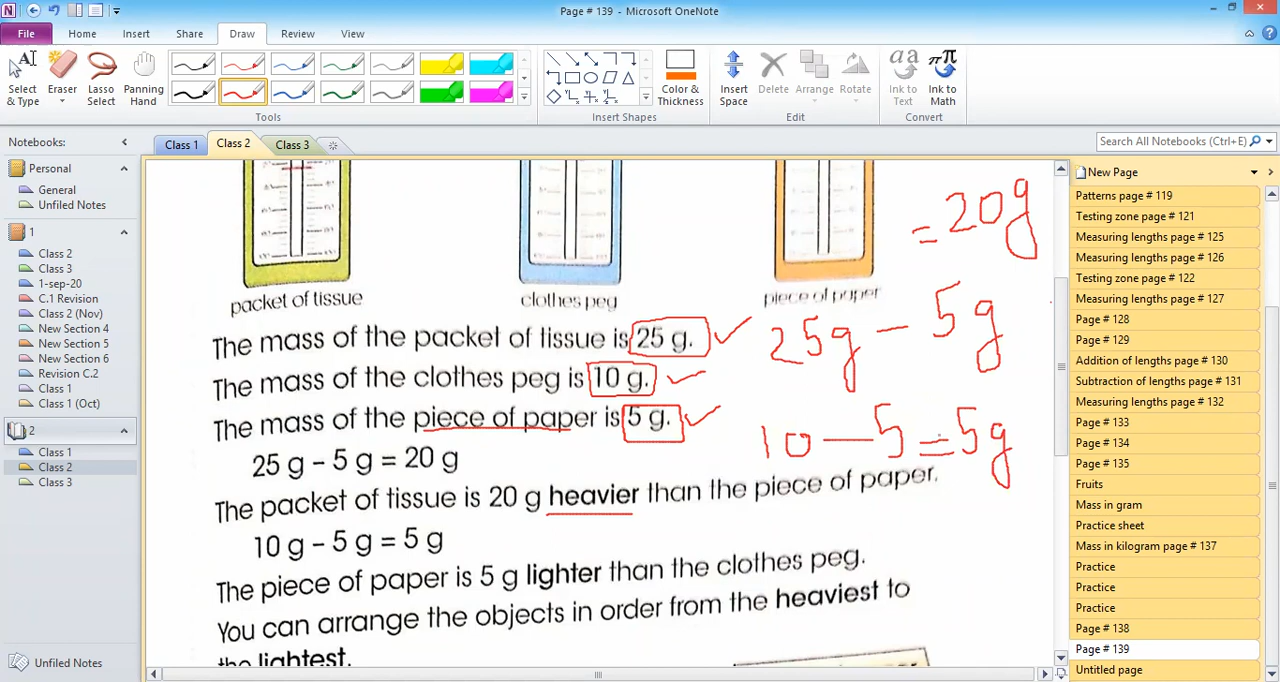 Page # 139 - Microsoft OneNote
File Home Insert Share Draw Review View
Select & Type
Eraser
Lasso Select
Panning Hand
Color & Thickness
Insert Space
Delete
Arrange
Rotate
Ink to Text
Ink to Math
Tools
Insert Shapes
Edit
Convert
Notebooks:
Class 1
Class 2
Class 3
Search All Notebooks (Ctrl+E)
Personal
General
Unfiled Notes
1
Class 2
Class 3
1-sep-20
C.1 Revision
Class 2 (Nov)
New Section 4
New Section 5
New Section 6
Revision C.2
Class 1
Class 1 (Oct)
2
Class 1
Class 2
Class 3
Unfiled Notes
packet of tissue
clothes peg
piece of paper
= 20g
The mass of the packet of tissue is 25 g.
25g - 5g
The mass of the clothes peg is 10 g.
The mass of the piece of paper is 5 g.
10 - 5 = 5g
25 g – 5 g = 20 g
The packet of tissue is 20 g heavier than the piece of paper.
10 g – 5 g = 5 g
The piece of paper is 5 g lighter than the clothes peg.
You can arrange the objects in order from the heaviest to
the lightest.
New Page
Patterns page # 119
Testing zone page # 121
Measuring lengths page # 125
Measuring lengths page # 126
Testing zone page # 122
Measuring lengths page # 127
Page # 128
Page # 129
Addition of lengths page # 130
Subtraction of lengths page # 131
Measuring lengths page # 132
Page # 133
Page # 134
Page # 135
Fruits
Mass in gram
Practice sheet
Mass in kilogram page # 137
Practice
Practice
Practice
Page # 138
Page # 139
Untitled page